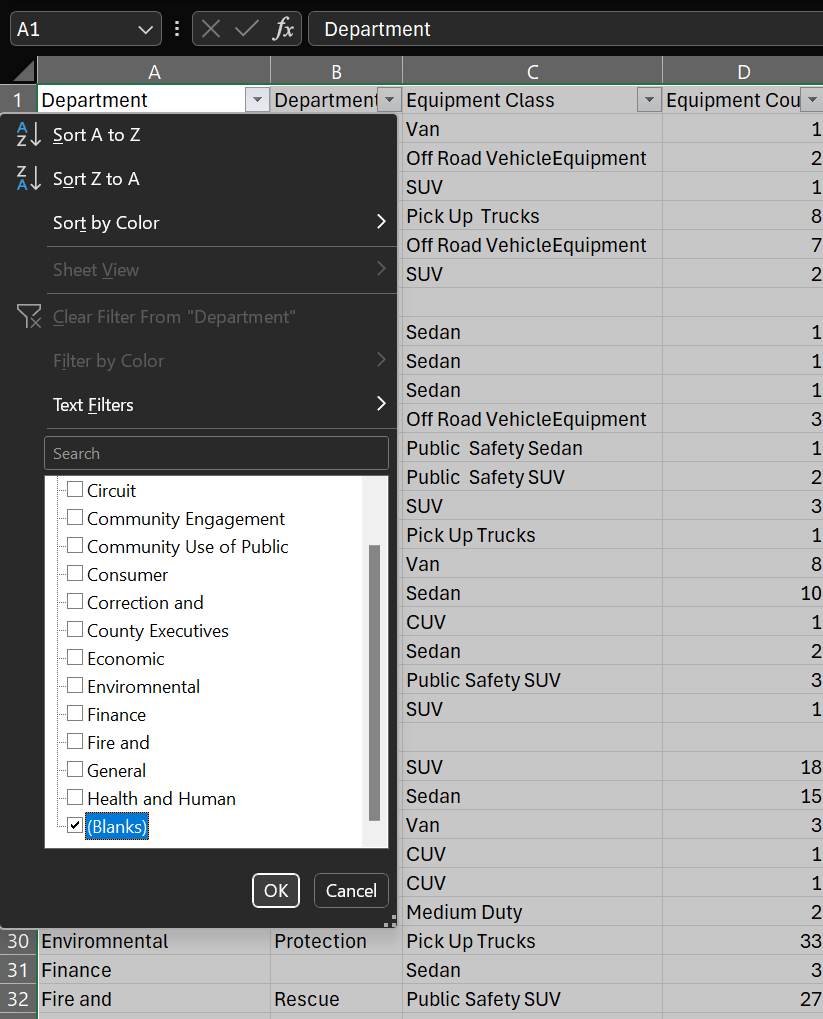 A1 fx Department
A B C D
1 Department Department Equipment Class Equipment Cou
Sort A to Z
Sort Z to A
Sort by Color
Sheet View
Clear Filter From "Department"
Filter by Color
Text Filters
Search
Circuit
Community Engagement
Community Use of Public
Consumer
Correction and
County Executives
Economic
Enviromnental
Finance
Fire and
General
Health and Human
(Blanks)
OK Cancel
Van 1
Off Road VehicleEquipment 2
SUV 1
Pick Up  Trucks 8
Off Road VehicleEquipment 7
SUV 2
Sedan 1
Sedan 1
Sedan 1
Off Road VehicleEquipment 3
Public  Safety Sedan 1
Public  Safety SUV 2
SUV 3
Pick Up Trucks 1
Van 8
Sedan 10
CUV 1
Sedan 2
Public Safety SUV 3
SUV 1
SUV 18
Sedan 15
Van 3
CUV 1
CUV 1
Medium Duty 2
30 Enviromnental Protection Pick Up Trucks 33
31 Finance Sedan 3
32 Fire and Rescue Public Safety SUV 27